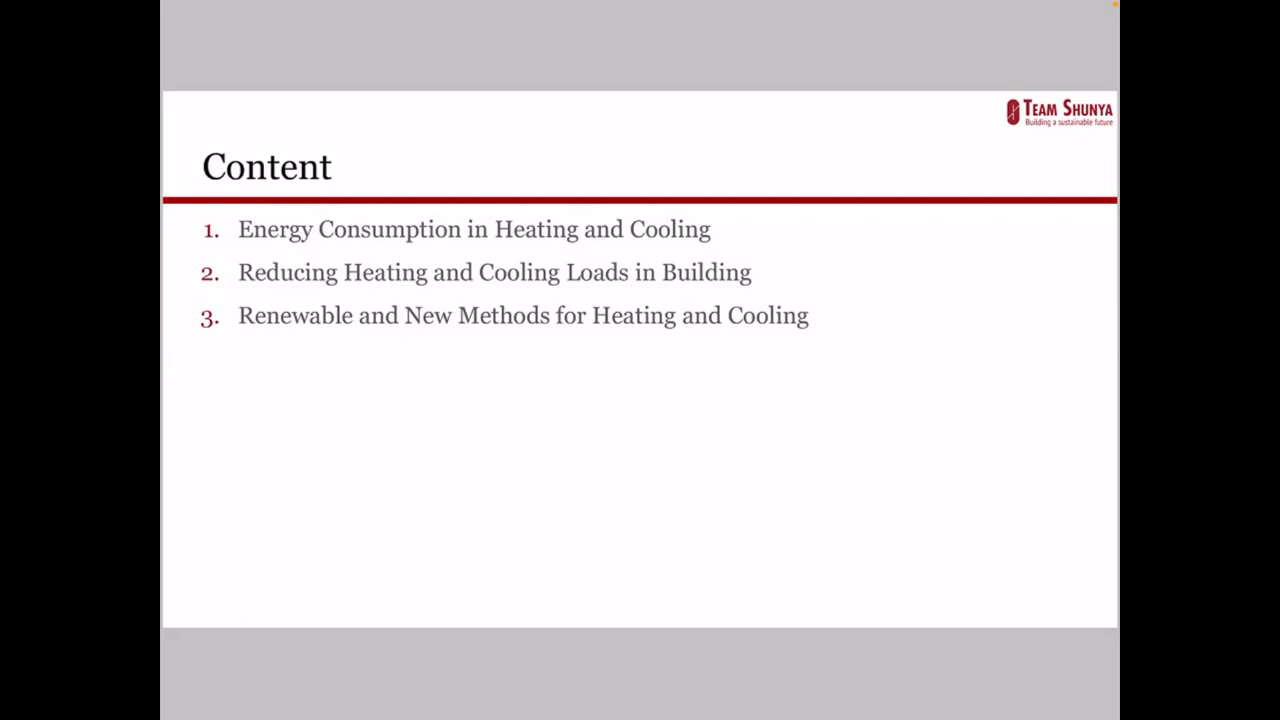 TEAM SHUNYA
Building a sustainable future
Content
1. Energy Consumption in Heating and Cooling
2. Reducing Heating and Cooling Loads in Building
3. Renewable and New Methods for Heating and Cooling